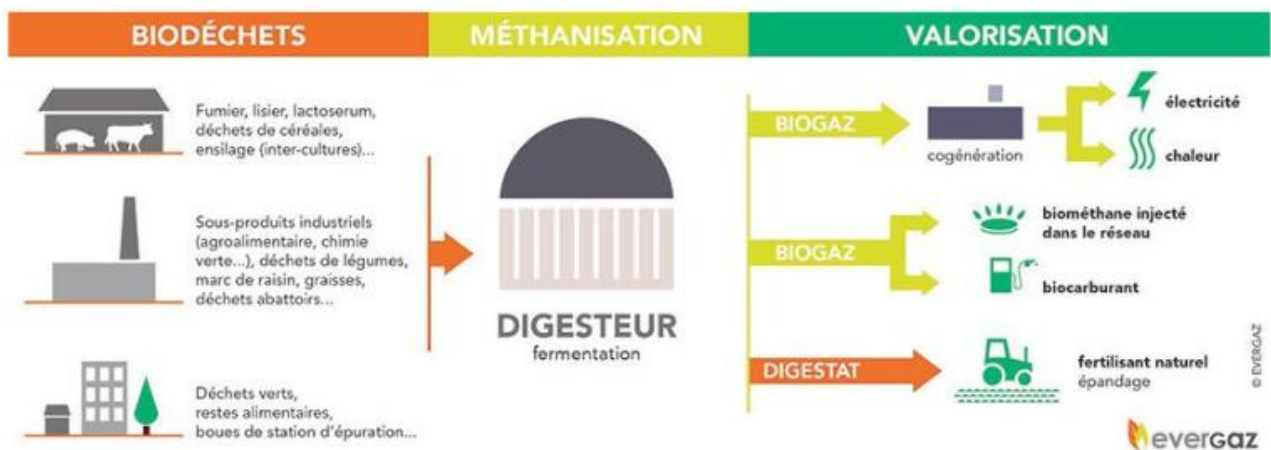 BIODÉCHETS
MÉTHANISATION
VALORISATION
Fumier, lisier, lactoserum,
déchets de céréales,
ensilage (inter-cultures)...
Sous-produits industriels
(agroalimentaire, chimie
verte...), déchets de légumes,
marc de raisin, graisses,
déchets abattoirs...
Déchets verts,
restes alimentaires,
boues de station d'épuration...
DIGESTEUR
fermentation
BIOGAZ
cogénération
électricité
chaleur
BIOGAZ
biométhane injecté
dans le réseau
biocarburant
DIGESTAT
fertilisant naturel
épandage
© EVERGAZ
everGaz